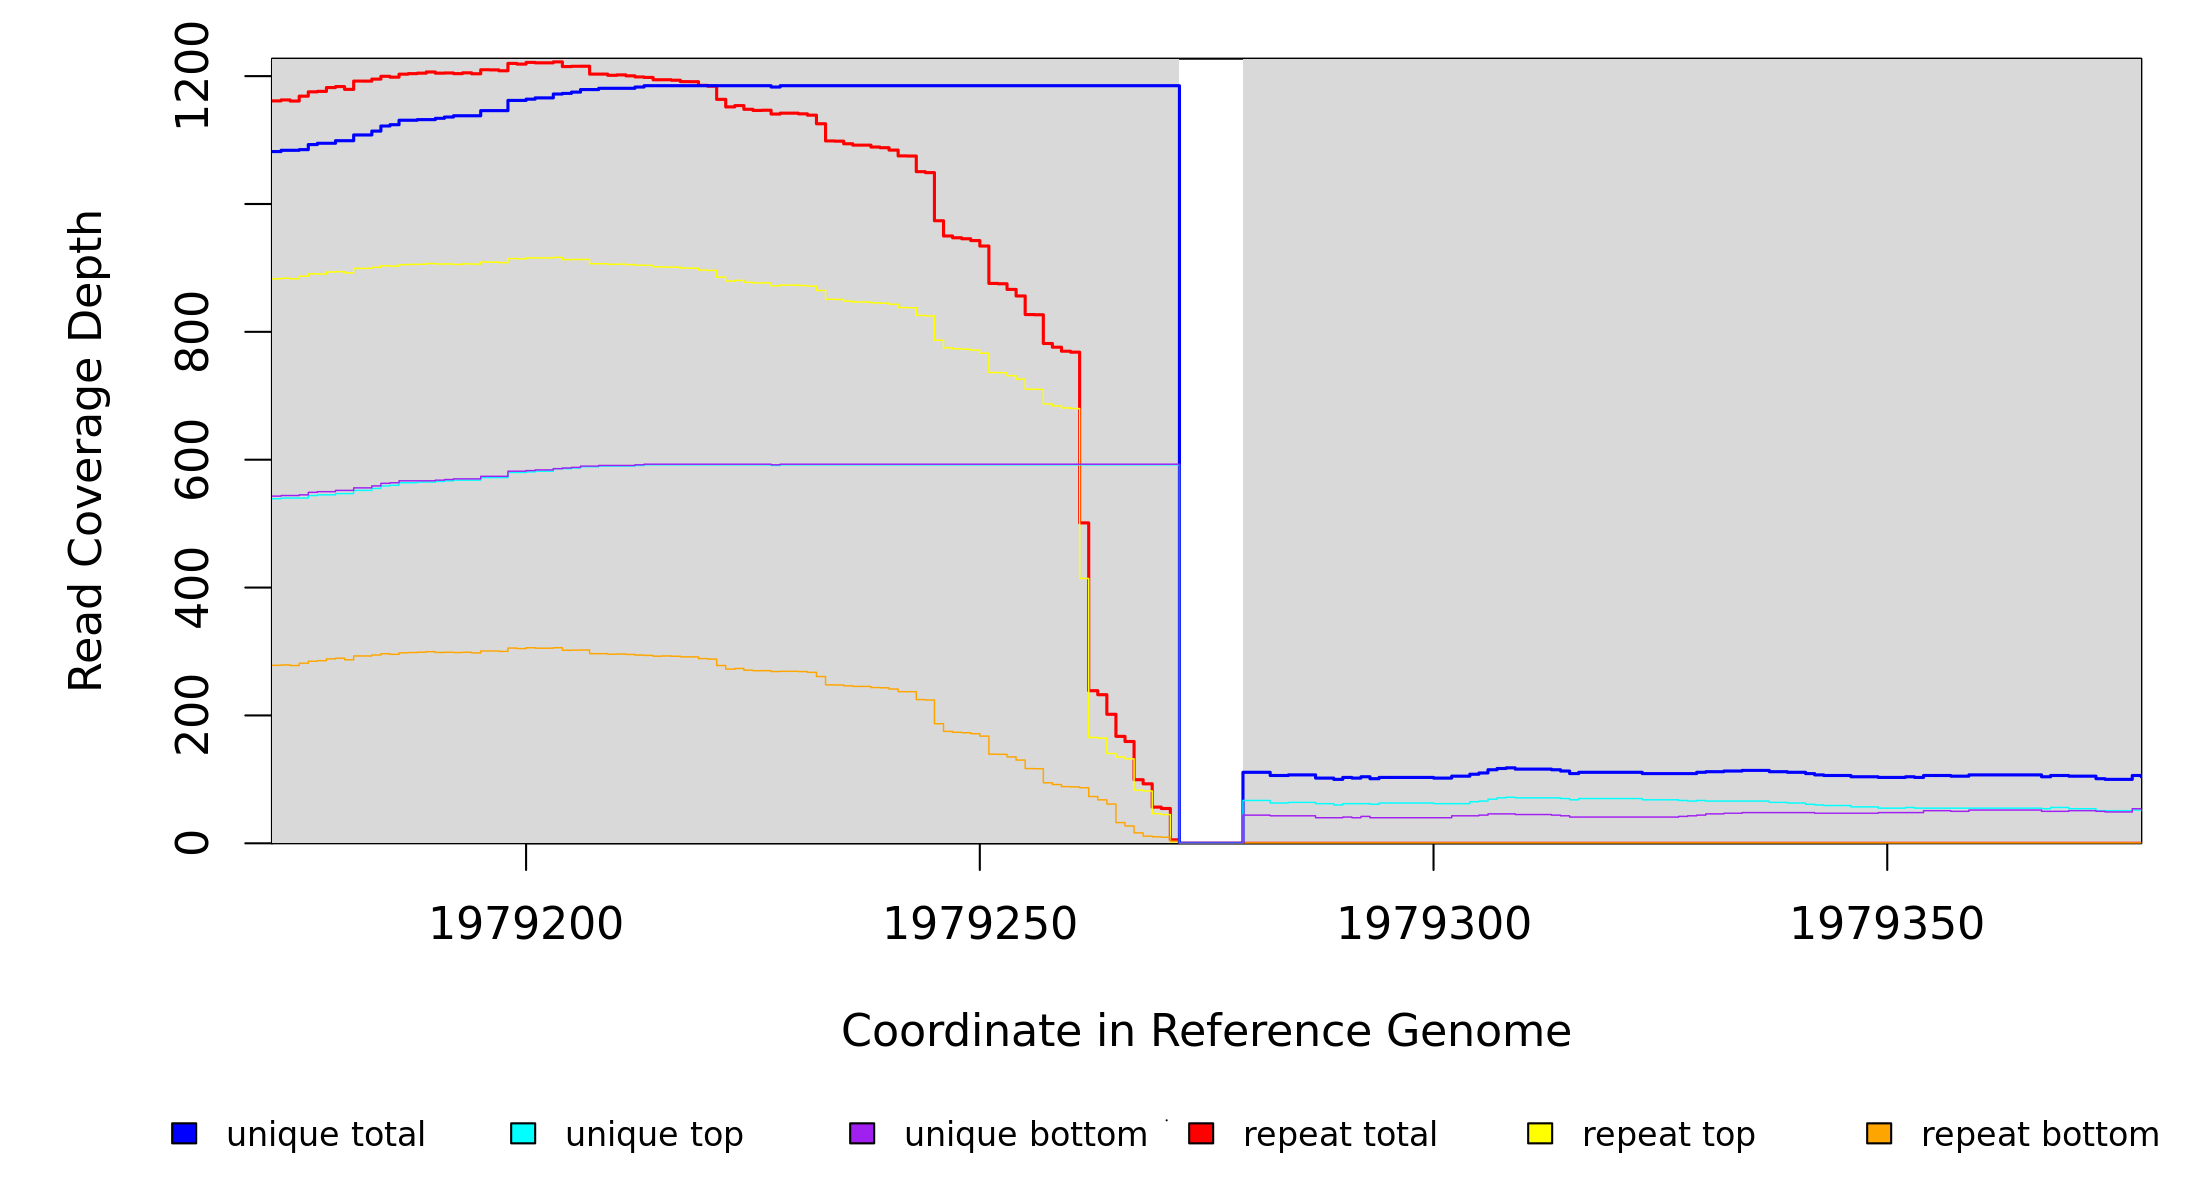 Read Coverage Depth
1200
800
600
400
200
0
1979200 1979250 1979300 1979350
Coordinate in Reference Genome
unique total unique top unique bottom repeat total repeat top repeat bottom